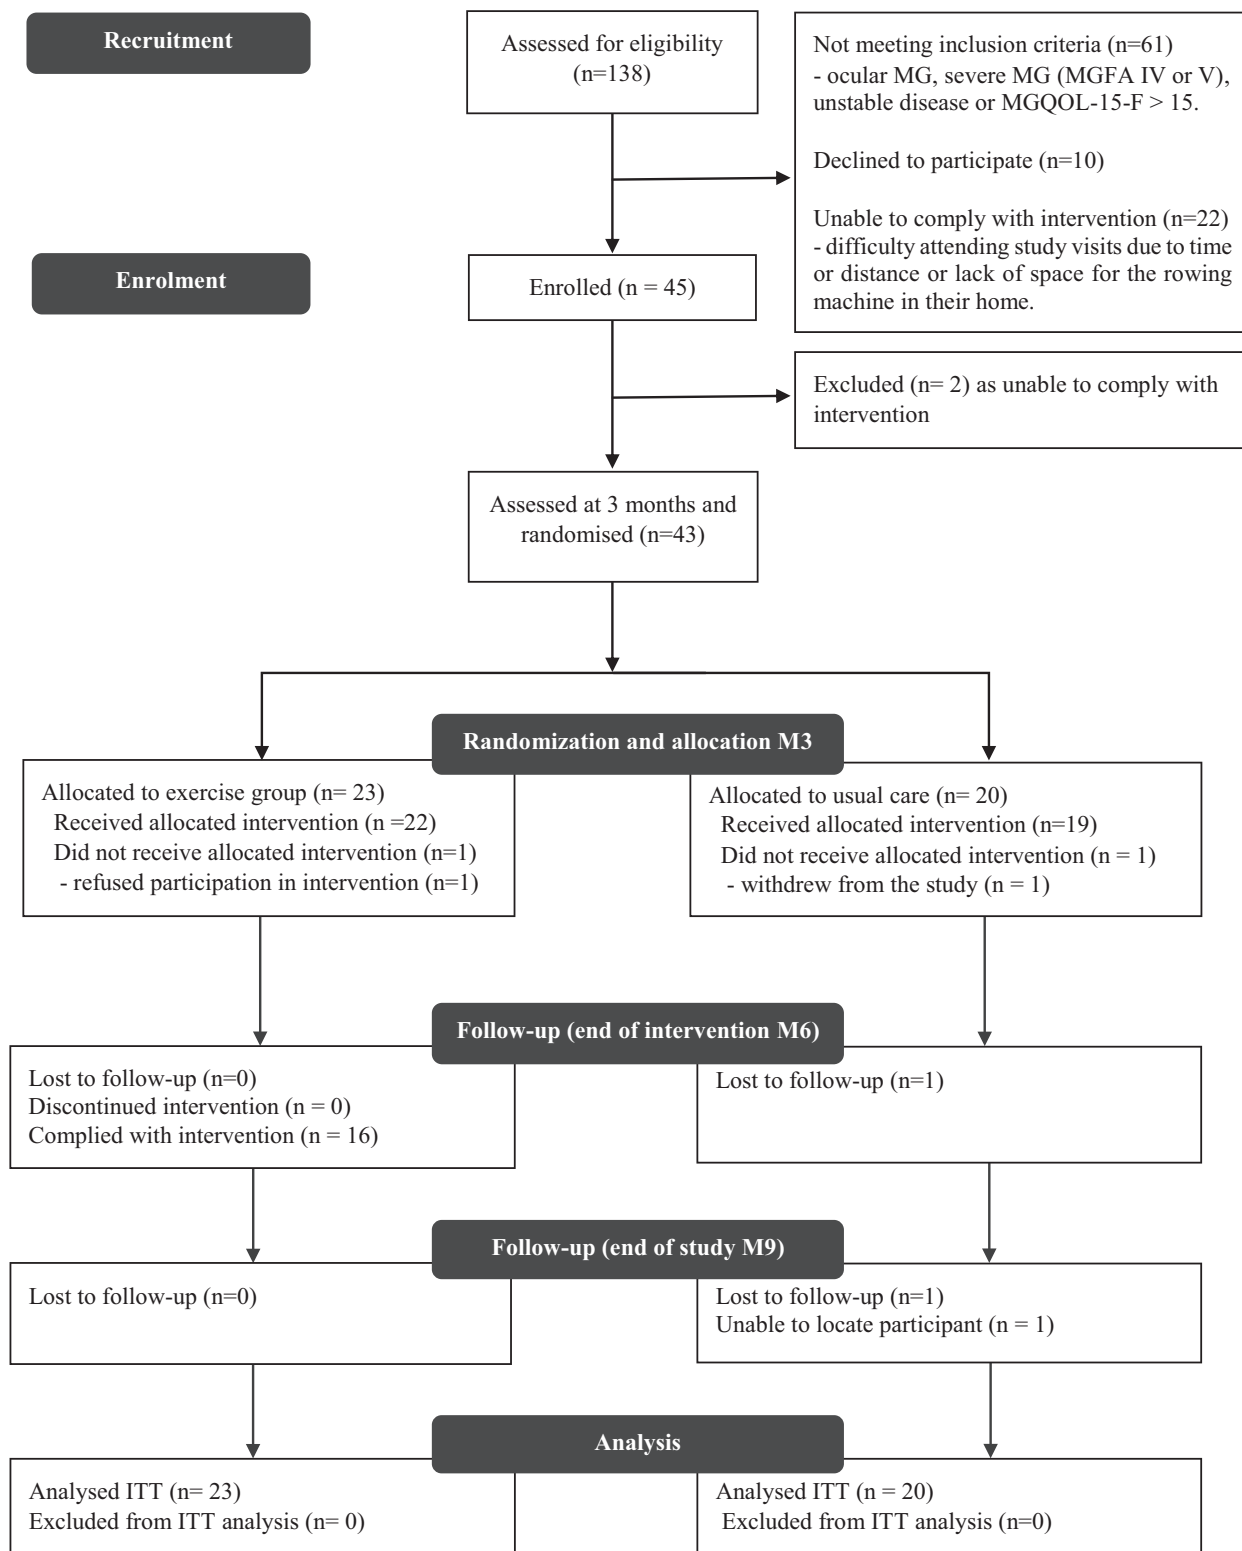 Recruitment
Assessed for eligibility
(n=138)
Not meeting inclusion criteria (n=61)
- ocular MG, severe MG (MGFA IV or V),
unstable disease or MGQOL-15-F > 15.
Declined to participate (n=10)
Unable to comply with intervention (n=22)
- difficulty attending study visits due to time
or distance or lack of space for the rowing
machine in their home.
Enrolment
Enrolled (n = 45)
Excluded (n= 2) as unable to comply with
intervention
Assessed at 3 months and
randomised (n=43)
Randomization and allocation M3
Allocated to exercise group (n= 23)
Received allocated intervention (n =22)
Did not receive allocated intervention (n=1)
- refused participation in intervention (n=1)
Allocated to usual care (n= 20)
Received allocated intervention (n=19)
Did not receive allocated intervention (n = 1)
- withdrew from the study (n = 1)
Follow-up (end of intervention M6)
Lost to follow-up (n=0)
Discontinued intervention (n = 0)
Complied with intervention (n = 16)
Lost to follow-up (n=1)
Follow-up (end of study M9)
Lost to follow-up (n=0)
Lost to follow-up (n=1)
Unable to locate participant (n = 1)
Analysis
Analysed ITT (n= 23)
Excluded from ITT analysis (n= 0)
Analysed ITT (n = 20)
Excluded from ITT analysis (n=0)